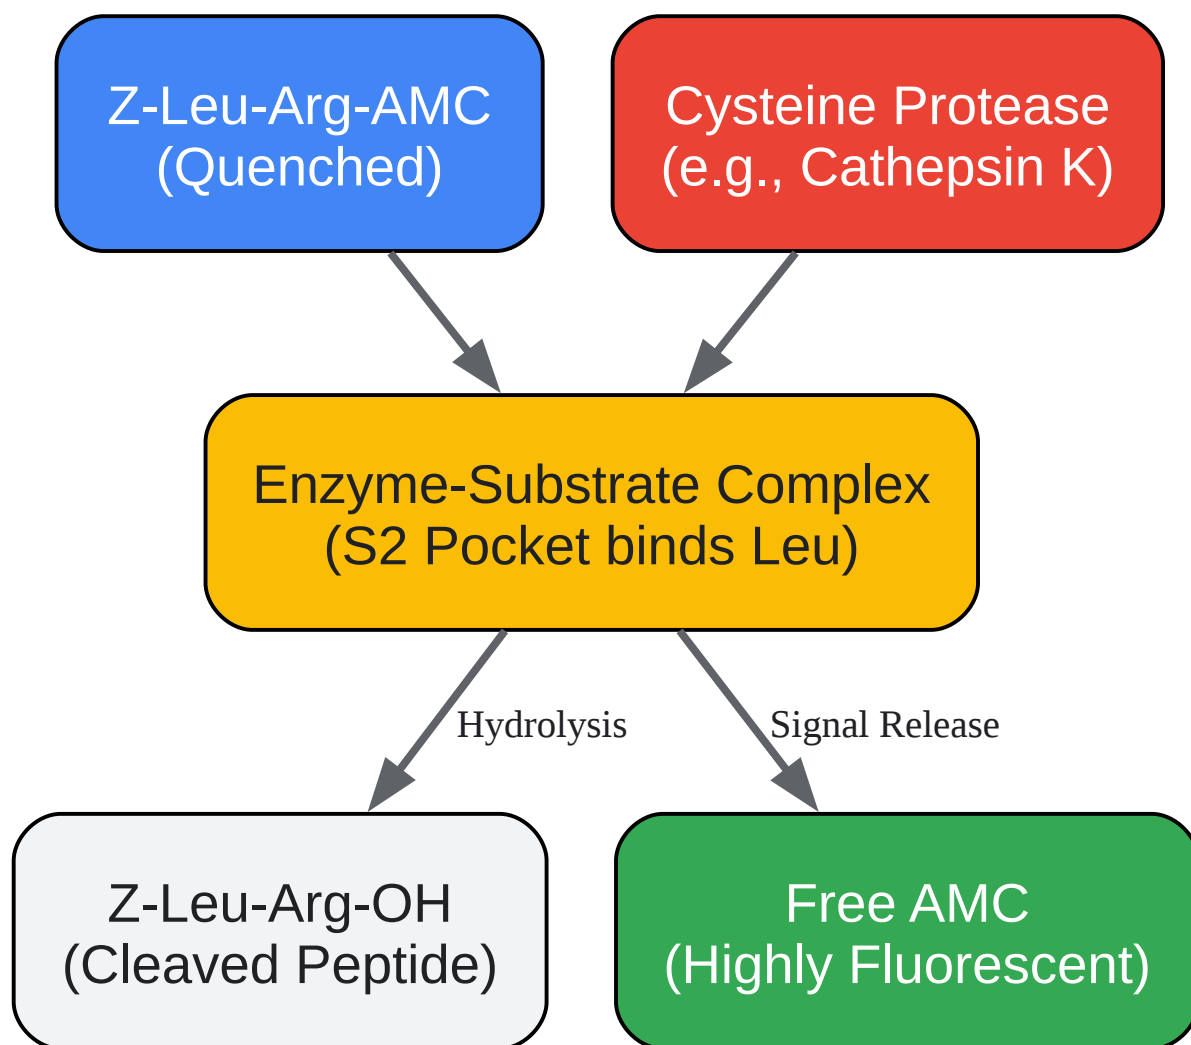 Z-Leu-Arg-AMC
(Quenched)
Cysteine Protease
(e.g., Cathepsin K)
Enzyme-Substrate Complex
(S2 Pocket binds Leu)
Hydrolysis
Signal Release
Z-Leu-Arg-OH
(Cleaved Peptide)
Free AMC
(Highly Fluorescent)